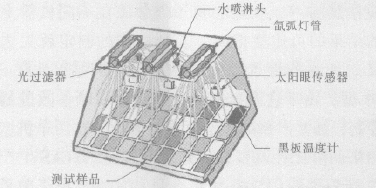 水喷淋头
氙弧灯管
光过滤器
太阳眼传感器
黑板温度计
测试样品